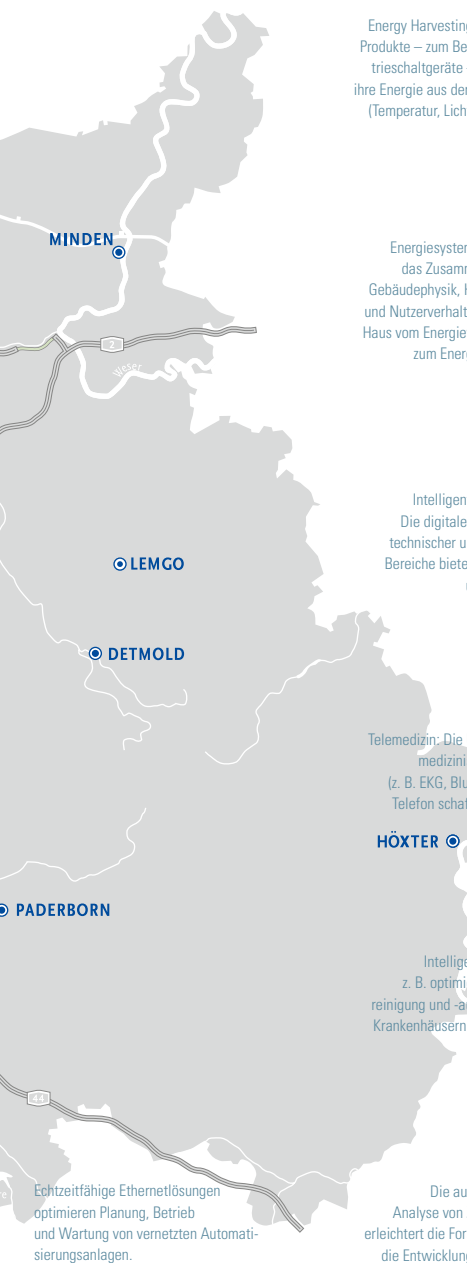 Energy Harvesting
Produkte – zum Be
trieschaltgeräte
ihre Energie aus der
(Temperatur, Lich
MINDEN
Energiesystem
das Zusamm
Gebäudephysik, H
und Nutzerverhalt
Haus vom Energie
zum Ener
2
Weser
Intelligen
Die digitale
technischer u
Bereiche biete
LEMGO
DETMOLD
Telemedizin: Die
medizini
(z. B. EKG, Blu
Telefon schaf
HÖXTER
PADERBORN
Intellige
z. B. optimi
reinigung und -a
Krankenhäusern
44
Echtzeitfähige Ethernetlösungen
optimieren Planung, Betrieb
und Wartung von vernetzten Automati-
sierungsanlagen.
Die au
Analyse von
erleichtert die For
die Entwicklung